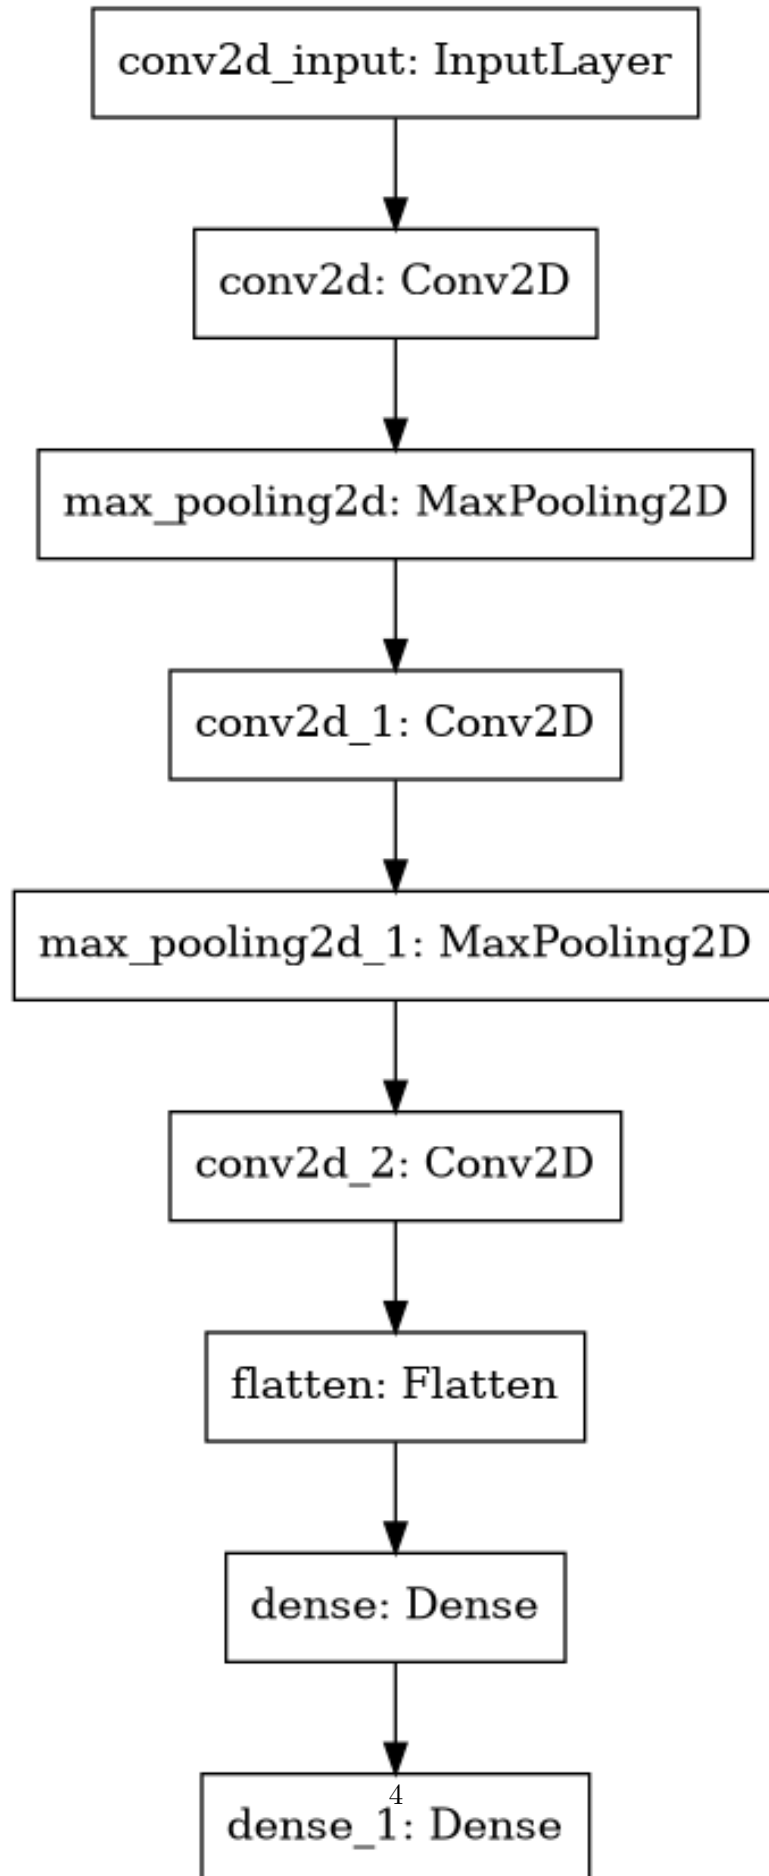 conv2d_input: InputLayer
conv2d: Conv2D
max_pooling2d: MaxPooling2D
conv2d_1: Conv2D
max_pooling2d_1: MaxPooling2D
conv2d_2: Conv2D
flatten: Flatten
dense: Dense
4
dense_1: Dense